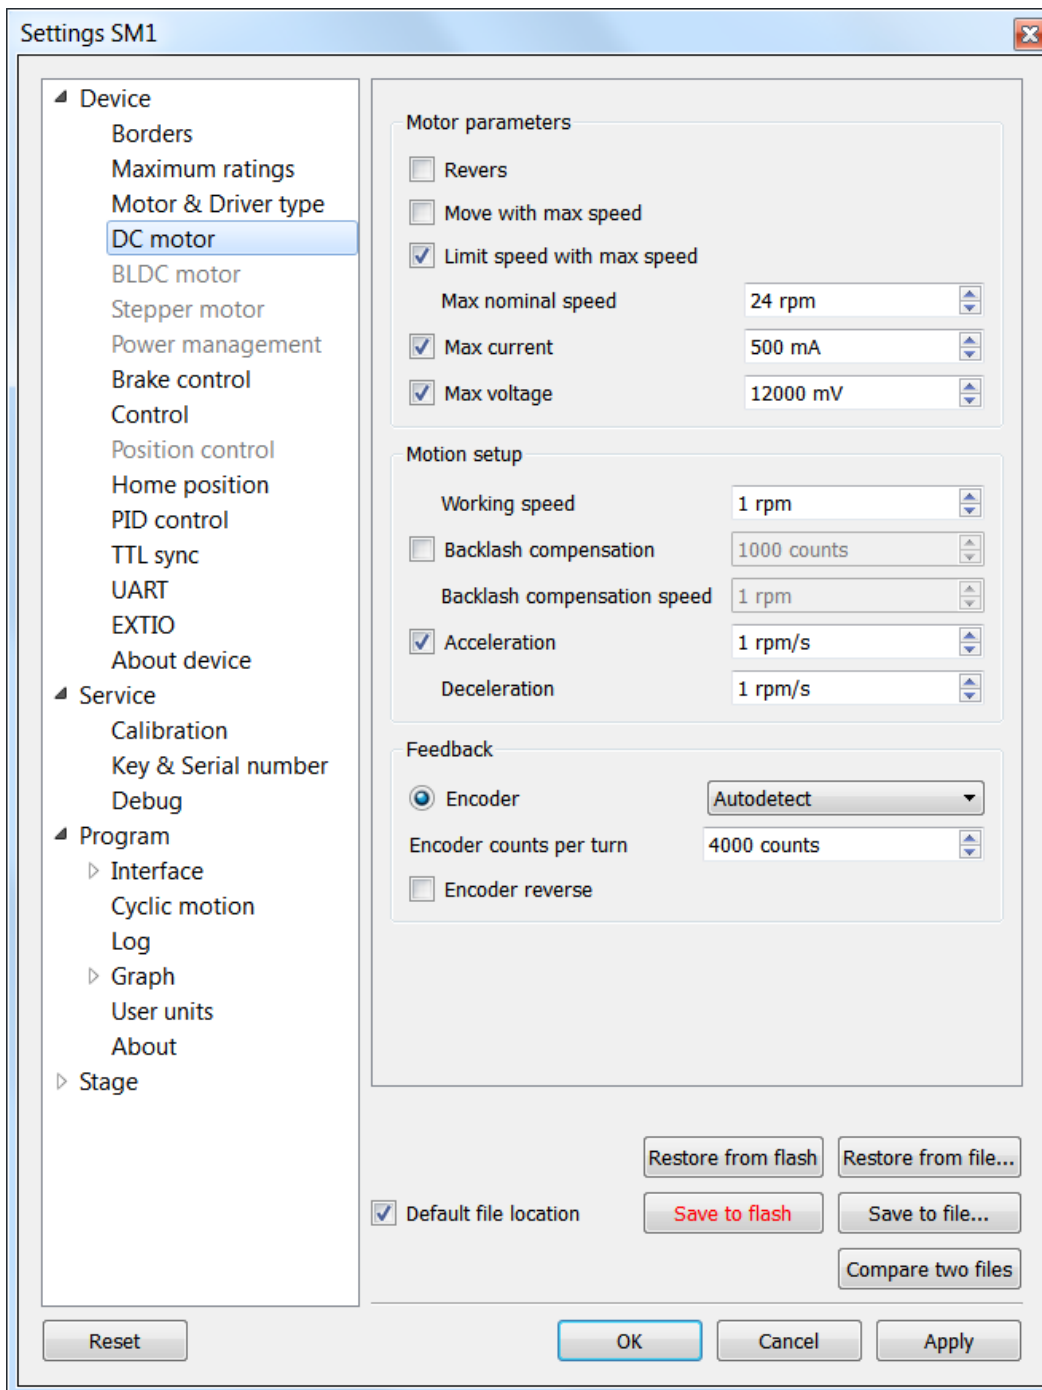 Settings SM1
Device
Borders
Maximum ratings
Motor & Driver type
DC motor
BLDC motor
Stepper motor
Power management
Brake control
Control
Position control
Home position
PID control
TTL sync
UART
EXTIO
About device
Service
Calibration
Key & Serial number
Debug
Program
Interface
Cyclic motion
Log
Graph
User units
About
Stage
Motor parameters
Revers
Move with max speed
Limit speed with max speed
Max nominal speed 24 rpm
Max current 500 mA
Max voltage 12000 mV
Motion setup
Working speed 1 rpm
Backlash compensation 1000 counts
Backlash compensation speed 1 rpm
Acceleration 1 rpm/s
Deceleration 1 rpm/s
Feedback
Encoder Autodetect
Encoder counts per turn 4000 counts
Encoder reverse
Restore from flash Restore from file...
Default file location Save to flash Save to file...
Compare two files
Reset OK Cancel Apply